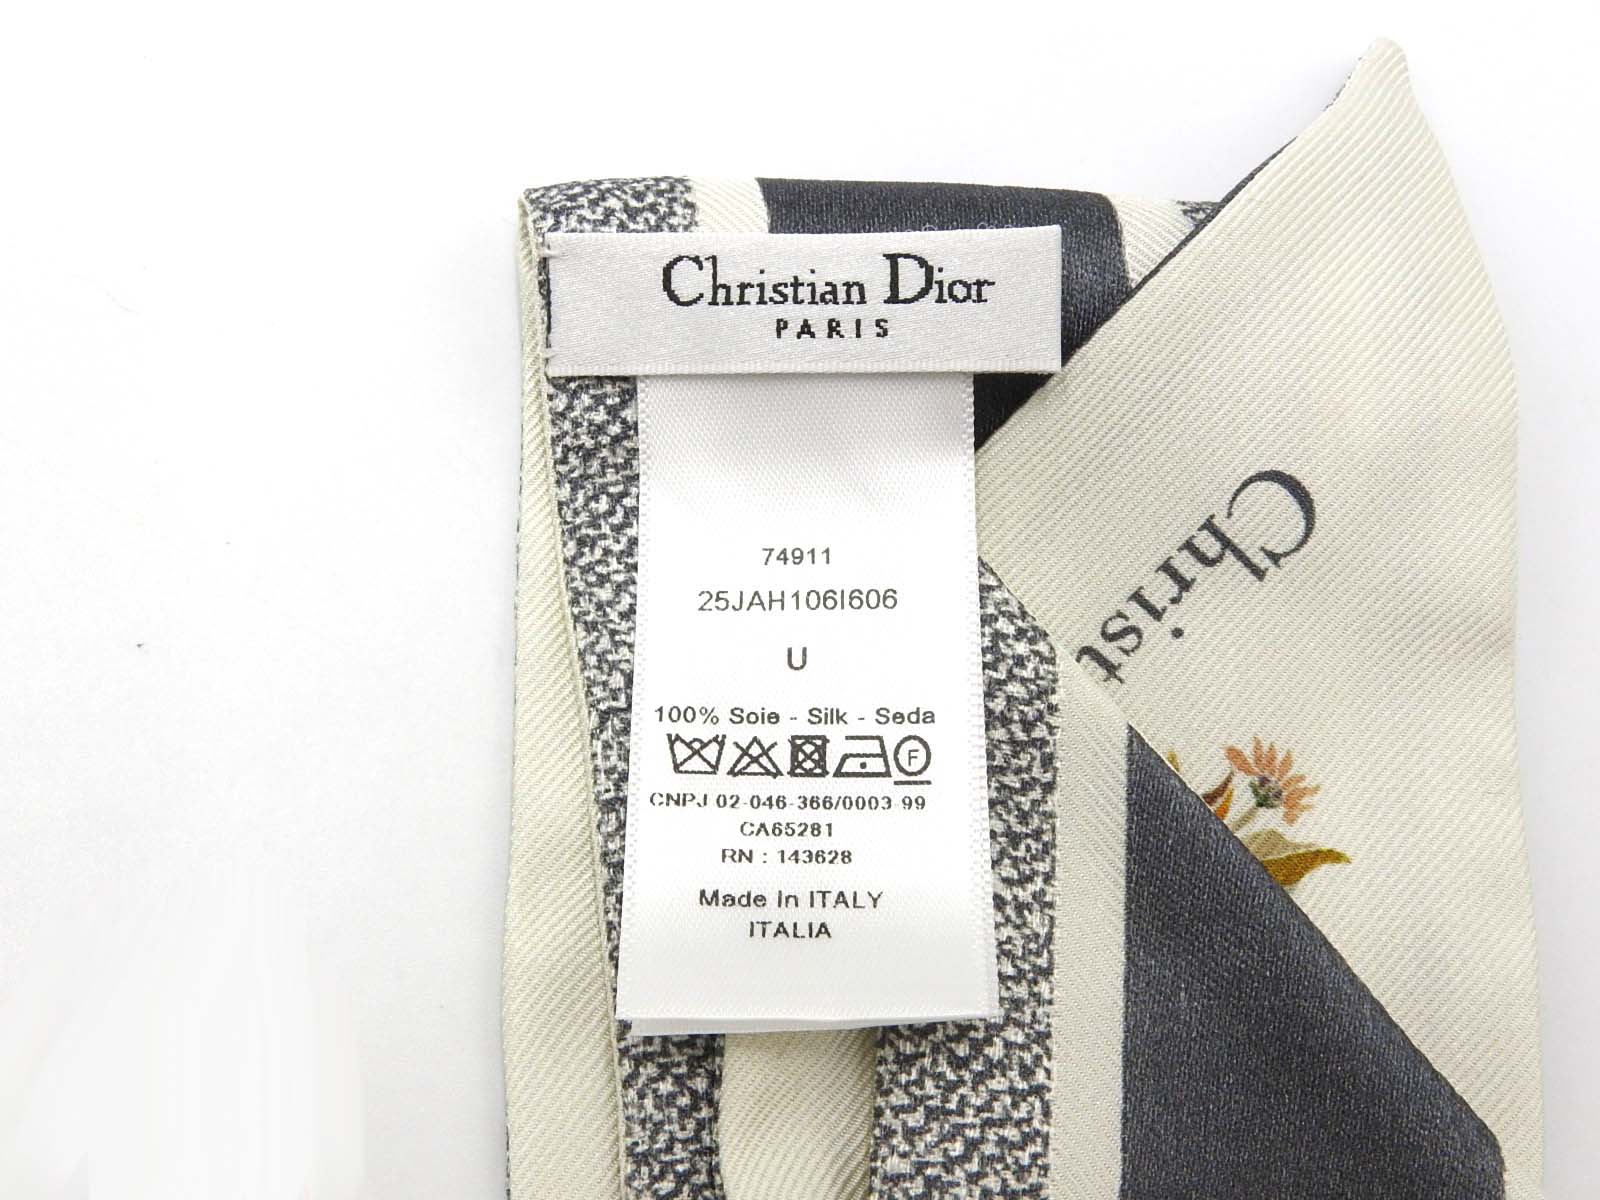 Christian Dior
PARIS
74911
25JAH106I606
U
100% Soie - Silk - Seda
F
CNPJ 02-046-366/0003-99
CA65281
RN : 143628
Made In ITALY
ITALIA
Christ